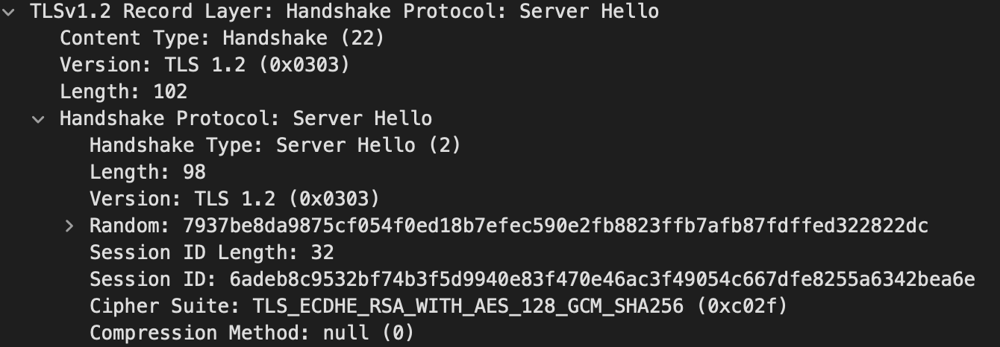 TLSv1.2 Record Layer: Handshake Protocol: Server Hello
Content Type: Handshake (22)
Version: TLS 1.2 (0x0303)
Length: 102
Handshake Protocol: Server Hello
Handshake Type: Server Hello (2)
Length: 98
Version: TLS 1.2 (0x0303)
Random: 7937be8da9875cf054f0ed18b7efec590e2fb8823ffb7afb87fdffed322822dc
Session ID Length: 32
Session ID: 6adeb8c9532bf74b3f5d9940e83f470e46ac3f49054c667dfe8255a6342bea6e
Cipher Suite: TLS_ECDHE_RSA_WITH_AES_128_GCM_SHA256 (0xc02f)
Compression Method: null (0)